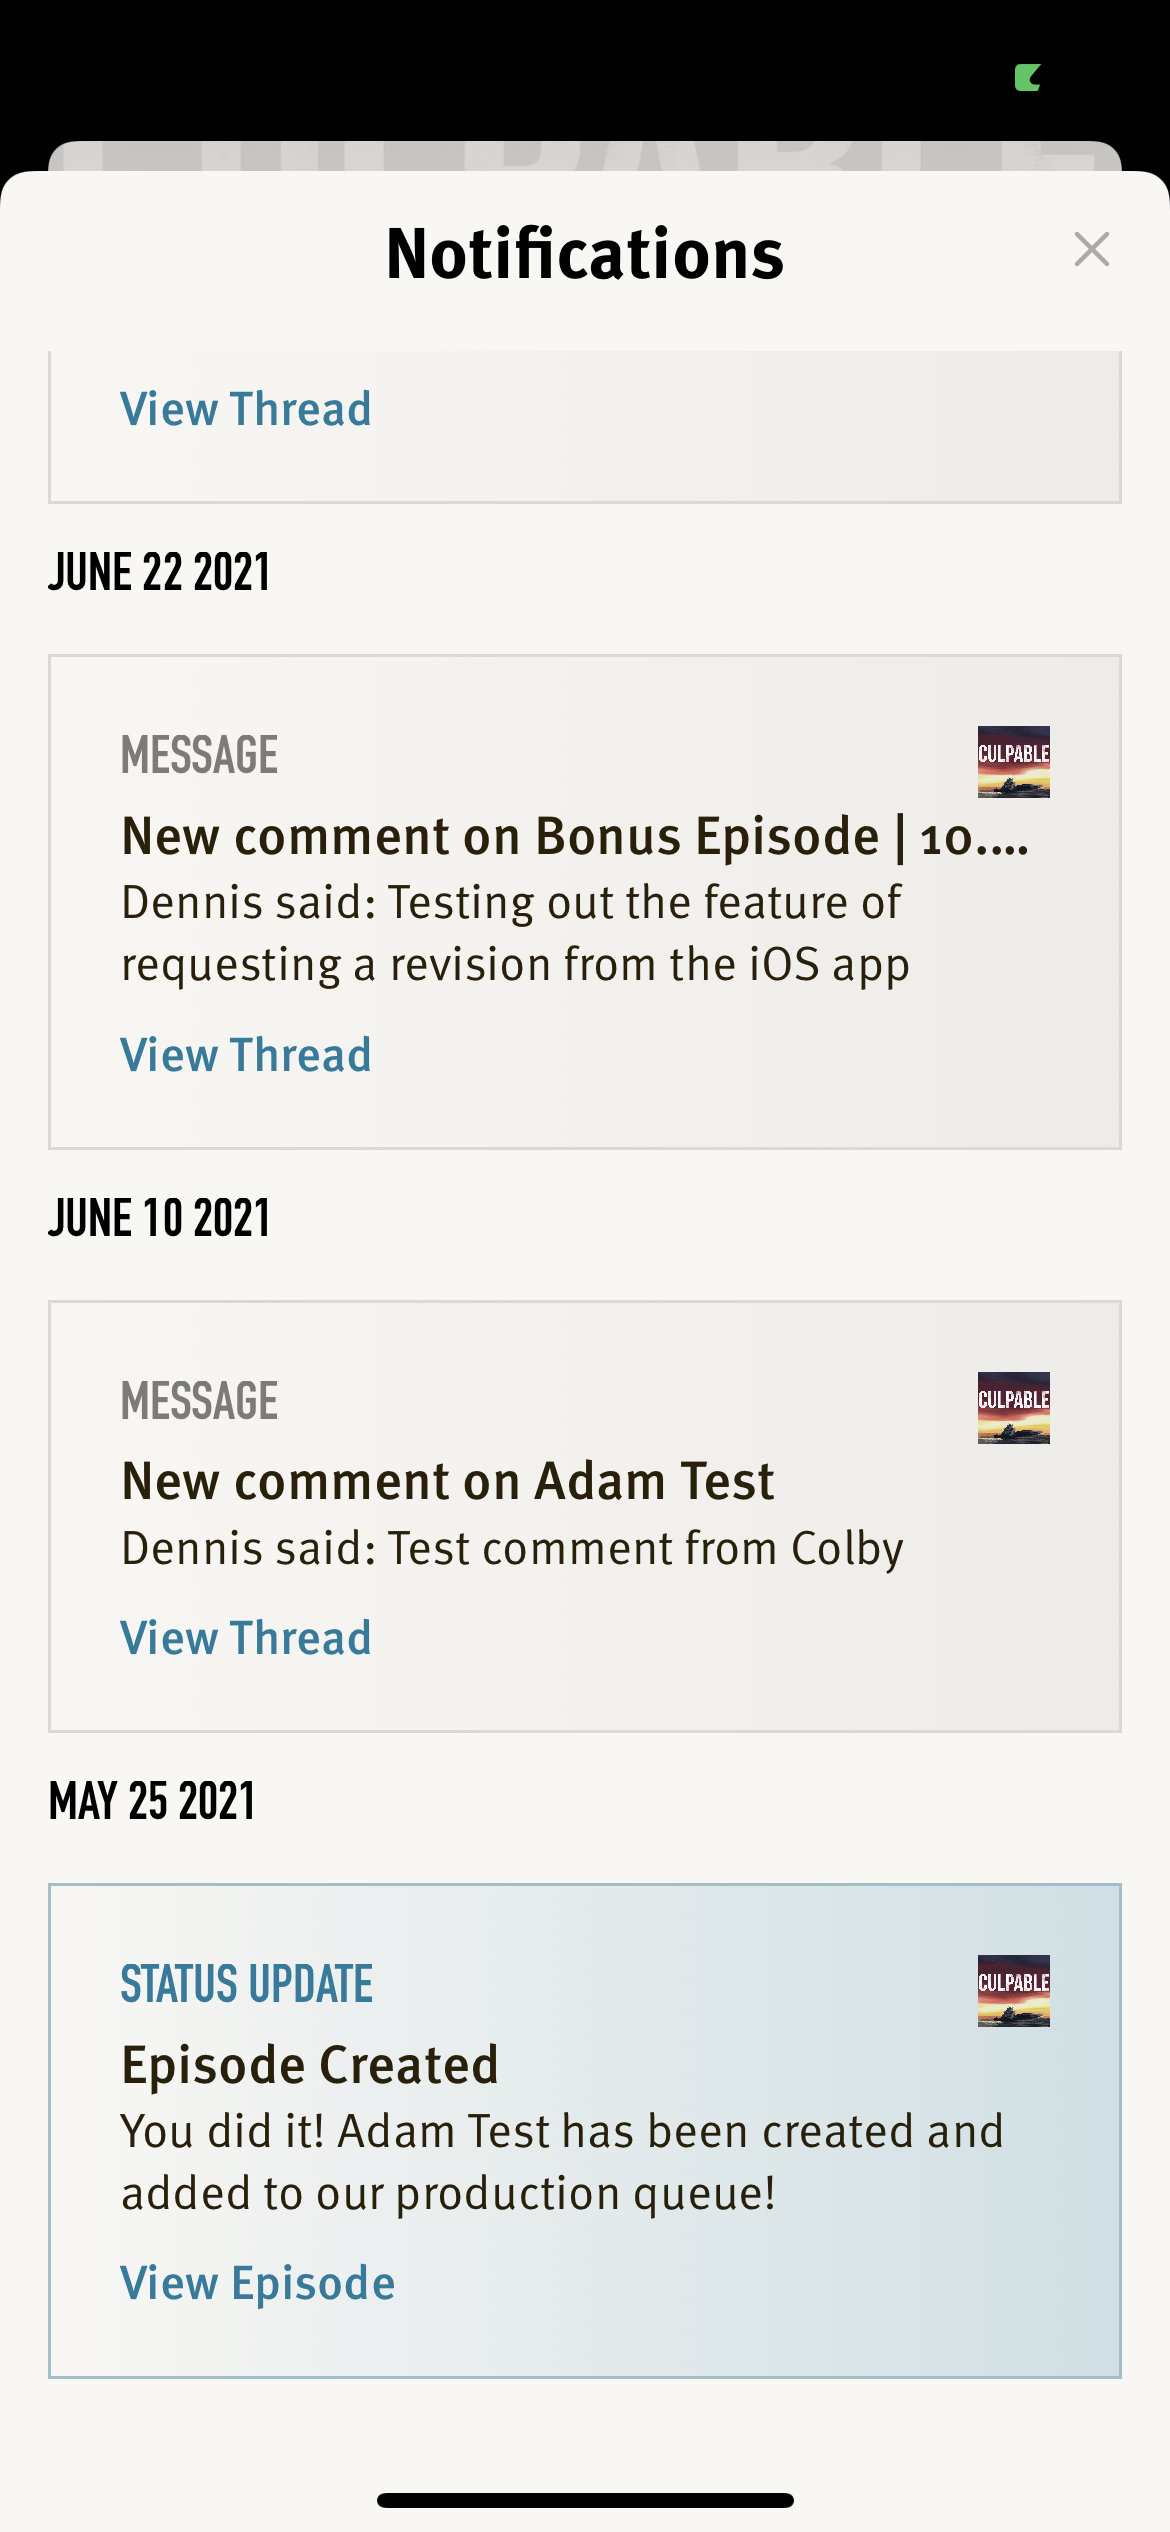 Notifications
View Thread
JUNE 22 2021
MESSAGE
CULPABLE
New comment on Bonus Episode | 10....
Dennis said: Testing out the feature of
requesting a revision from the iOS app
View Thread
JUNE 10 2021
MESSAGE
CULPABLE
New comment on Adam Test
Dennis said: Test comment from Colby
View Thread
MAY 25 2021
STATUS UPDATE
CULPABLE
Episode Created
You did it! Adam Test has been created and
added to our production queue!
View Episode